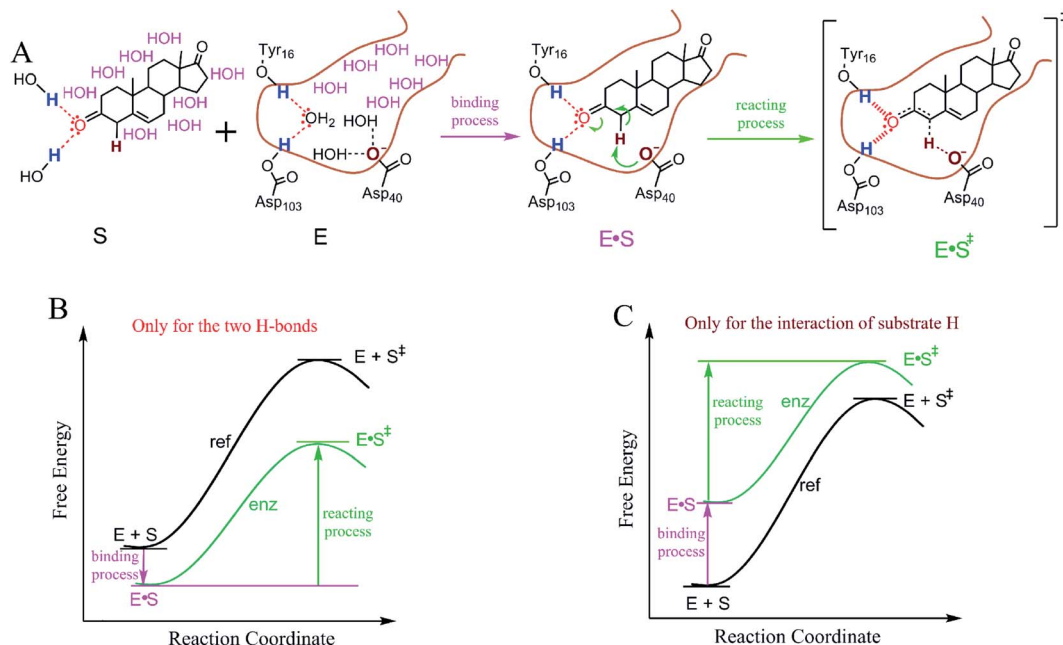 A
HOH
HOH
HOH
HOH
HOH
HOH
HOH
HOH
HO
H
O
H
H
HO
O
S
+
Tyr16
O
H
OH2
H
O
O
Asp103
HOH
HOH
HOH
HOH
HOH
HOH
HOH
O-
O
Asp40
E
binding
process
Tyr16
O
H
O
H
O
O
Asp103
O
H
O-
O
Asp40
E•S
reacting
process
Tyr16
O
H
O
H
O
O
Asp103
O
H
O-
O
Asp40
‡
E•S‡
B
Only for the two H-bonds
E + S‡
E•S‡
ref
enz
reacting
process
E + S
binding
process
E•S
Free Energy
Reaction Coordinate
C
Only for the interaction of substrate H
E•S‡
reacting
process
enz
E + S‡
ref
E•S
binding
process
E + S
Free Energy
Reaction Coordinate